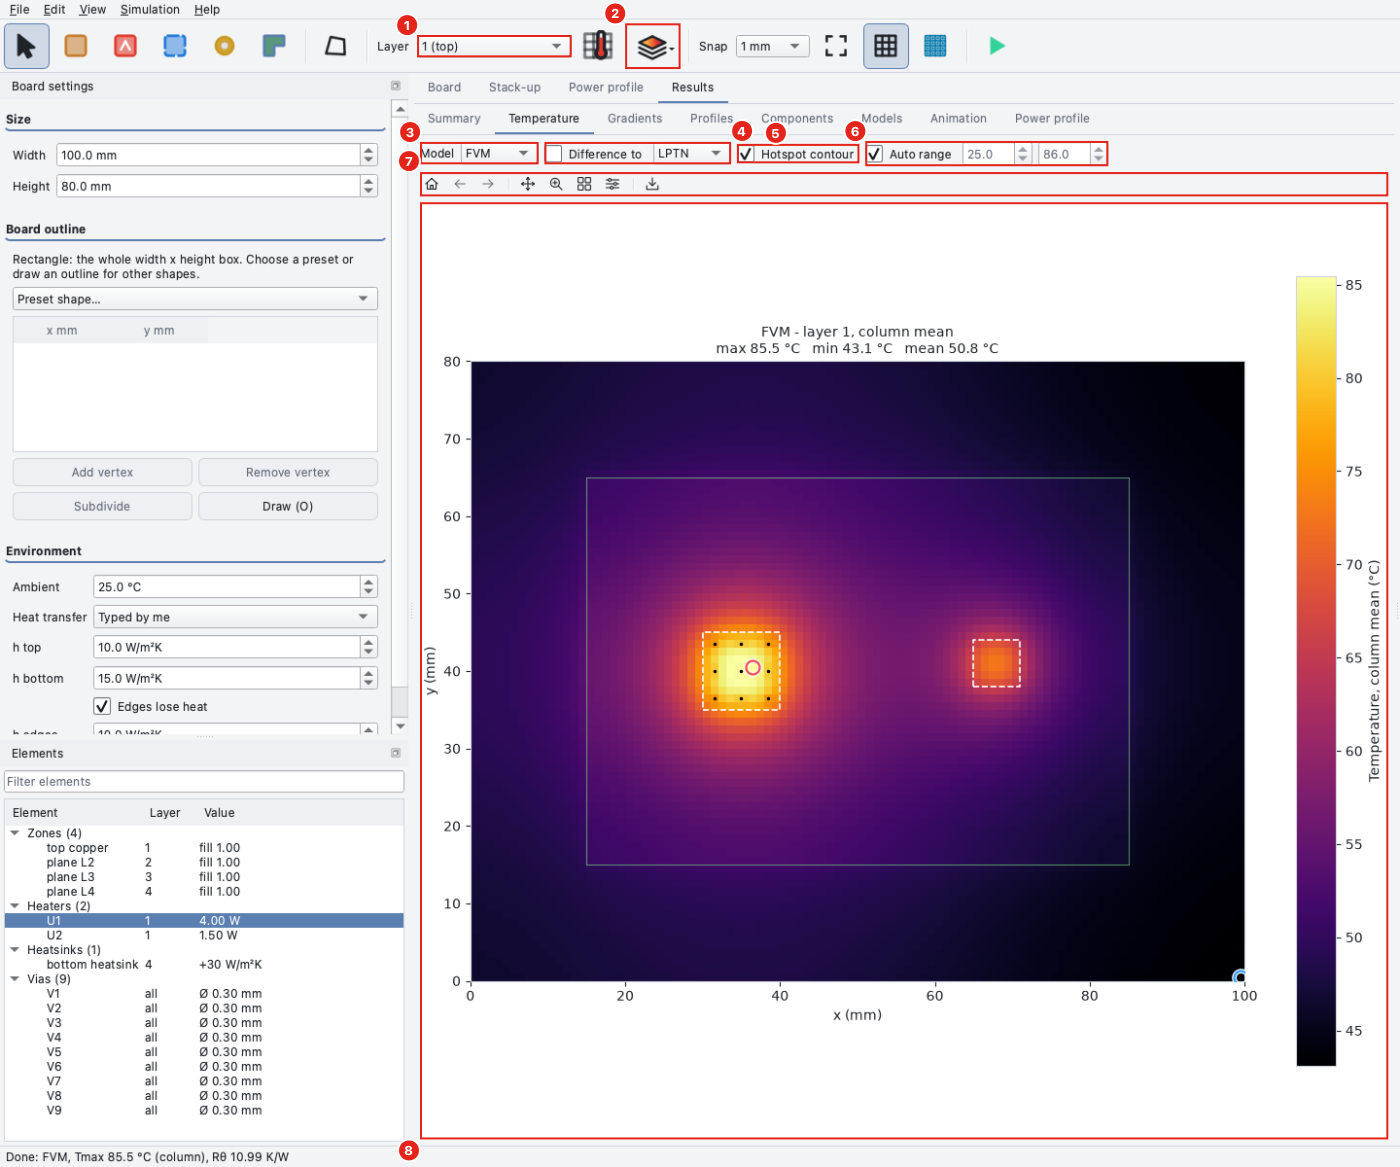 File Edit View Simulation Help
1
2
Layer 1 (top) Snap 1 mm
Board settings
Board Stack-up Power profile Results
Size
Summary Temperature Gradients Profiles Components Models Animation Power profile
3 4 5 6
7
Width 100.0 mm
Model FVM Difference to LPTN Hotspot contour Auto range 25.0 86.0
Height 80.0 mm
Board outline
Rectangle: the whole width x height box. Choose a preset or
draw an outline for other shapes.
Preset shape...
x mm y mm
Add vertex Remove vertex
Subdivide Draw (O)
Environment
Ambient 25.0 °C
Heat transfer Typed by me
h top 10.0 W/m²K
h bottom 15.0 W/m²K
Edges lose heat
h edges 10.0 W/m²K
Elements
Filter elements
Element Layer Value
Zones (4)
top copper 1 fill 1.00
plane L2 2 fill 1.00
plane L3 3 fill 1.00
plane L4 4 fill 1.00
Heaters (2)
U1 1 4.00 W
U2 1 1.50 W
Heatsinks (1)
bottom heatsink 4 +30 W/m²K
Vias (9)
V1 all Ø 0.30 mm
V2 all Ø 0.30 mm
V3 all Ø 0.30 mm
V4 all Ø 0.30 mm
V5 all Ø 0.30 mm
V6 all Ø 0.30 mm
V7 all Ø 0.30 mm
V8 all Ø 0.30 mm
V9 all Ø 0.30 mm
FVM - layer 1, column mean
max 85.5 °C min 43.1 °C mean 50.8 °C
80
70
60
50
40
30
20
10
0
y (mm)
0 20 40 60 80 100
x (mm)
85
80
75
70
65
60
55
50
45
Temperature, column mean (°C)
8
Done: FVM, Tmax 85.5 °C (column), Rθ 10.99 K/W